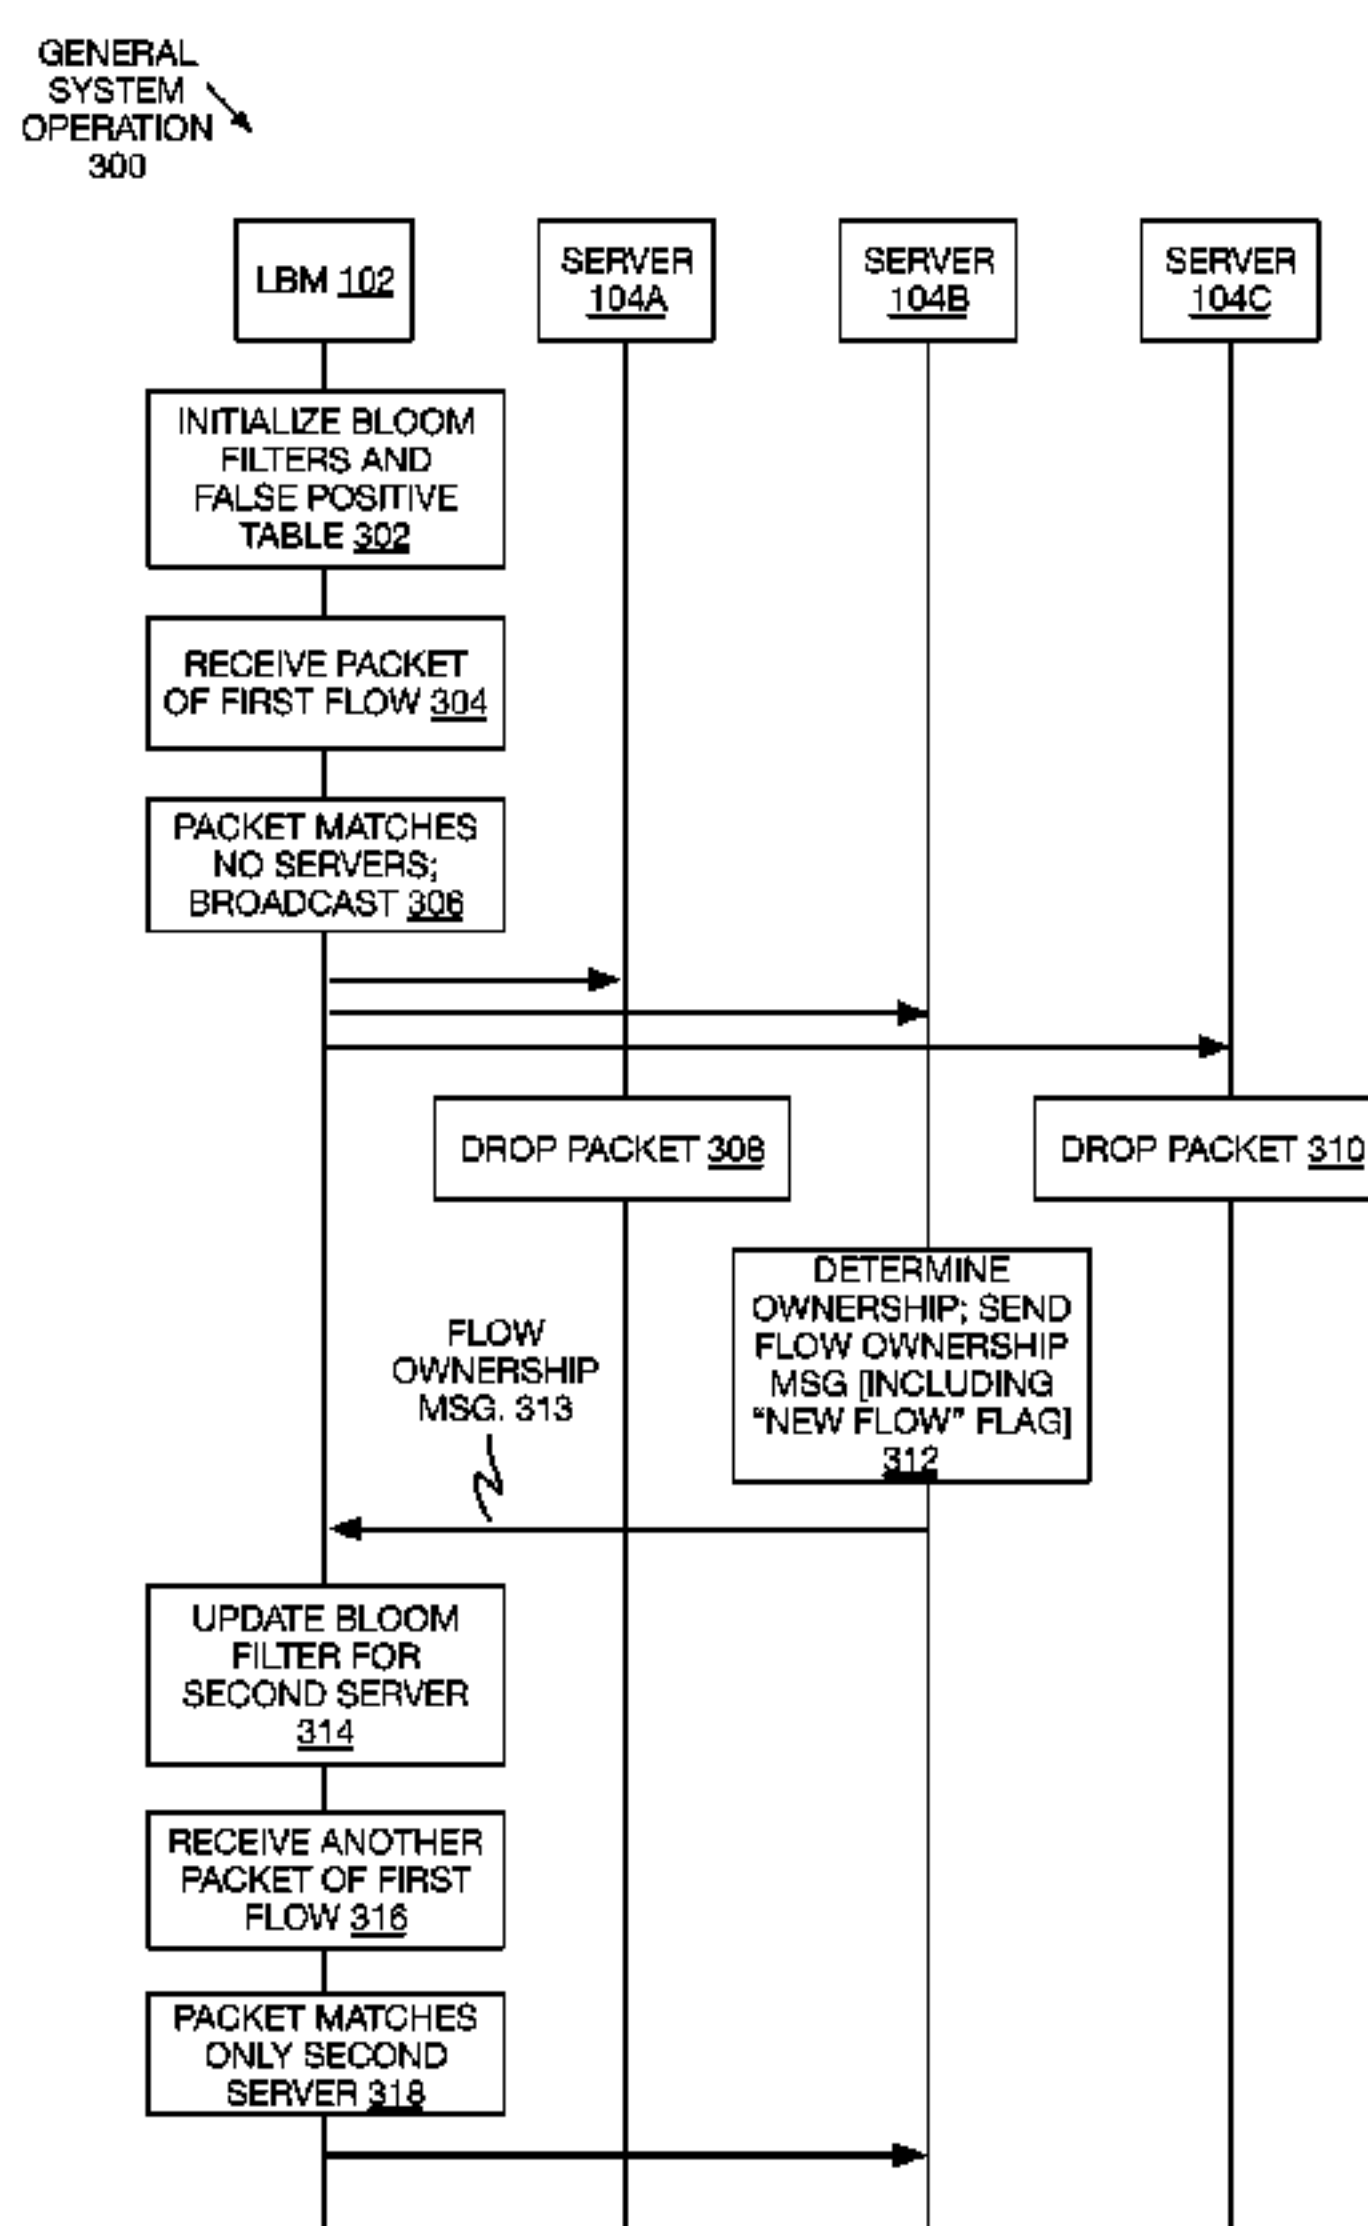 GENERAL
SYSTEM
OPERATION
300
LBM 102
SERVER
104A
SERVER
104B
SERVER
104C
INITIALIZE BLOOM
FILTERS AND
FALSE POSITIVE
TABLE 302
RECEIVE PACKET
OF FIRST FLOW 304
PACKET MATCHES
NO SERVERS;
BROADCAST 306
DROP PACKET 308
DROP PACKET 310
DETERMINE
OWNERSHIP; SEND
FLOW OWNERSHIP
MSG [INCLUDING
“NEW FLOW” FLAG]
312
FLOW
OWNERSHIP
MSG. 313
UPDATE BLOOM
FILTER FOR
SECOND SERVER
314
RECEIVE ANOTHER
PACKET OF FIRST
FLOW 316
PACKET MATCHES
ONLY SECOND
SERVER 318